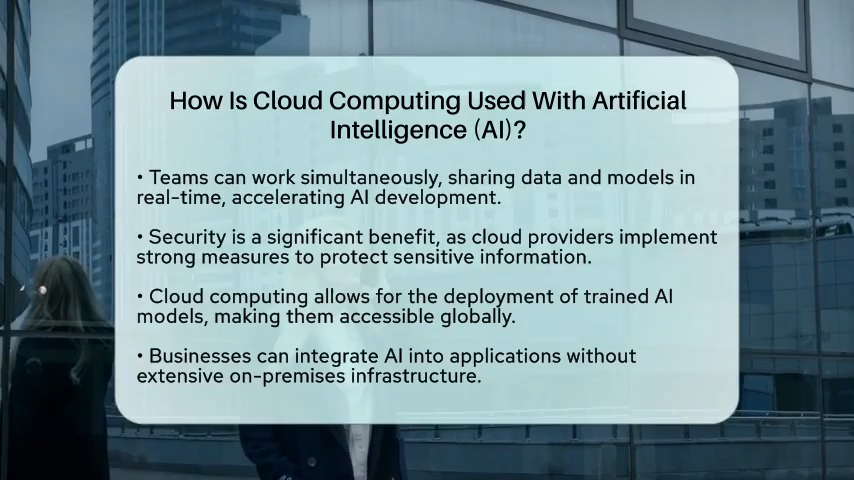 How Is Cloud Computing Used With Artificial
Intelligence (AI)?
• Teams can work simultaneously, sharing data and models in
real-time, accelerating AI development.
• Security is a significant benefit, as cloud providers implement
strong measures to protect sensitive information.
• Cloud computing allows for the deployment of trained AI
models, making them accessible globally.
• Businesses can integrate AI into applications without
extensive on-premises infrastructure.